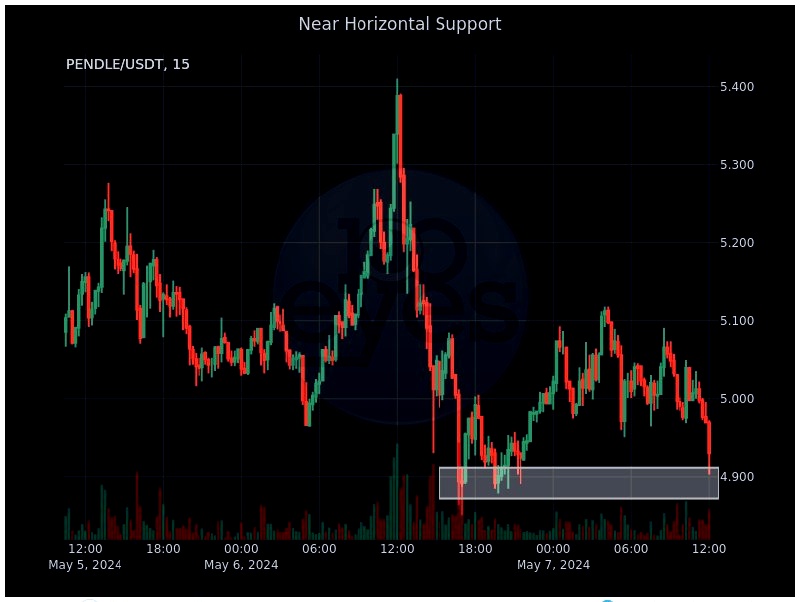 Near Horizontal Support
PENDLE/USDT, 15
5.400
5.300
5.200
5.100
5.000
4.900
100
eyes
12:00 18:00 00:00 06:00 12:00 18:00 00:00 06:00 12:00
May 5, 2024 May 6, 2024 May 7, 2024